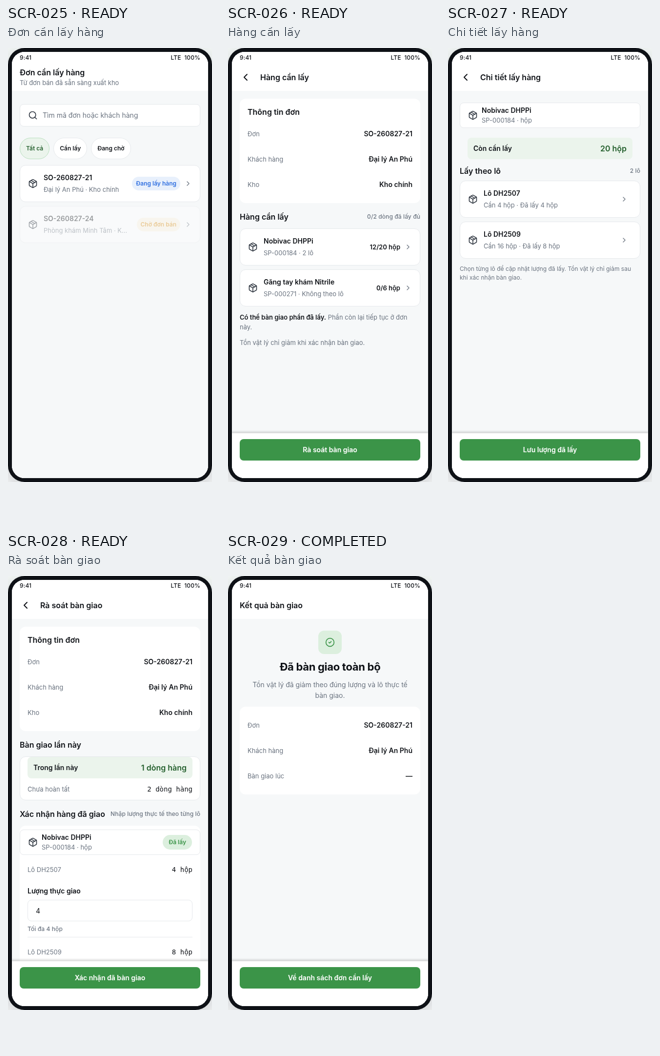 SCR-025 · READY
Đơn cần lấy hàng
9:41
LTE 100%
Đơn cần lấy hàng
Từ đơn bán đã sẵn sàng xuất kho
Tìm mã đơn hoặc khách hàng
Tất cả
Cần lấy
Đang chờ
SO-260827-21
Đại lý An Phú · Kho chính
Đang lấy hàng
SO-260827-24
Phòng khám Minh Tâm · K...
Chờ đơn bán
SCR-026 · READY
Hàng cần lấy
9:41
LTE 100%
Hàng cần lấy
Thông tin đơn
Đơn
SO-260827-21
Khách hàng
Đại lý An Phú
Kho
Kho chính
Hàng cần lấy
0/2 dòng đã lấy đủ
Nobivac DHPPi
SP-000184 · 2 lô
12/20 hộp
Găng tay khám Nitrile
SP-000271 · Không theo lô
0/6 hộp
Có thể bàn giao phần đã lấy. Phần còn lại tiếp tục ở đơn
này.
Tồn vật lý chỉ giảm khi xác nhận bàn giao.
Rà soát bàn giao
SCR-027 · READY
Chi tiết lấy hàng
9:41
LTE 100%
Chi tiết lấy hàng
Nobivac DHPPi
SP-000184 · hộp
Còn cần lấy
20 hộp
Lấy theo lô
2 lô
Lô DH2507
Cần 4 hộp · Đã lấy 4 hộp
Lô DH2509
Cần 16 hộp · Đã lấy 8 hộp
Chọn từng lô để cập nhật lượng đã lấy. Tồn vật lý chỉ giảm sau
khi xác nhận bàn giao.
Lưu lượng đã lấy
SCR-028 · READY
Rà soát bàn giao
9:41
LTE 100%
Rà soát bàn giao
Thông tin đơn
Đơn
SO-260827-21
Khách hàng
Đại lý An Phú
Kho
Kho chính
Bàn giao lần này
Trong lần này
1 dòng hàng
Chưa hoàn tất
2 dòng hàng
Xác nhận hàng đã giao
Nhập lượng thực tế theo từng lô
Nobivac DHPPi
SP-000184 · hộp
Đã lấy
Lô DH2507
4 hộp
Lượng thực giao
4
Tối đa 4 hộp
Lô DH2509
8 hộp
Xác nhận đã bàn giao
SCR-029 · COMPLETED
Kết quả bàn giao
9:41
LTE 100%
Kết quả bàn giao
Đã bàn giao toàn bộ
Tồn vật lý đã giảm theo đúng lượng và lô thực tế
bàn giao.
Đơn
SO-260827-21
Khách hàng
Đại lý An Phú
Bàn giao lúc
—
Về danh sách đơn cần lấy